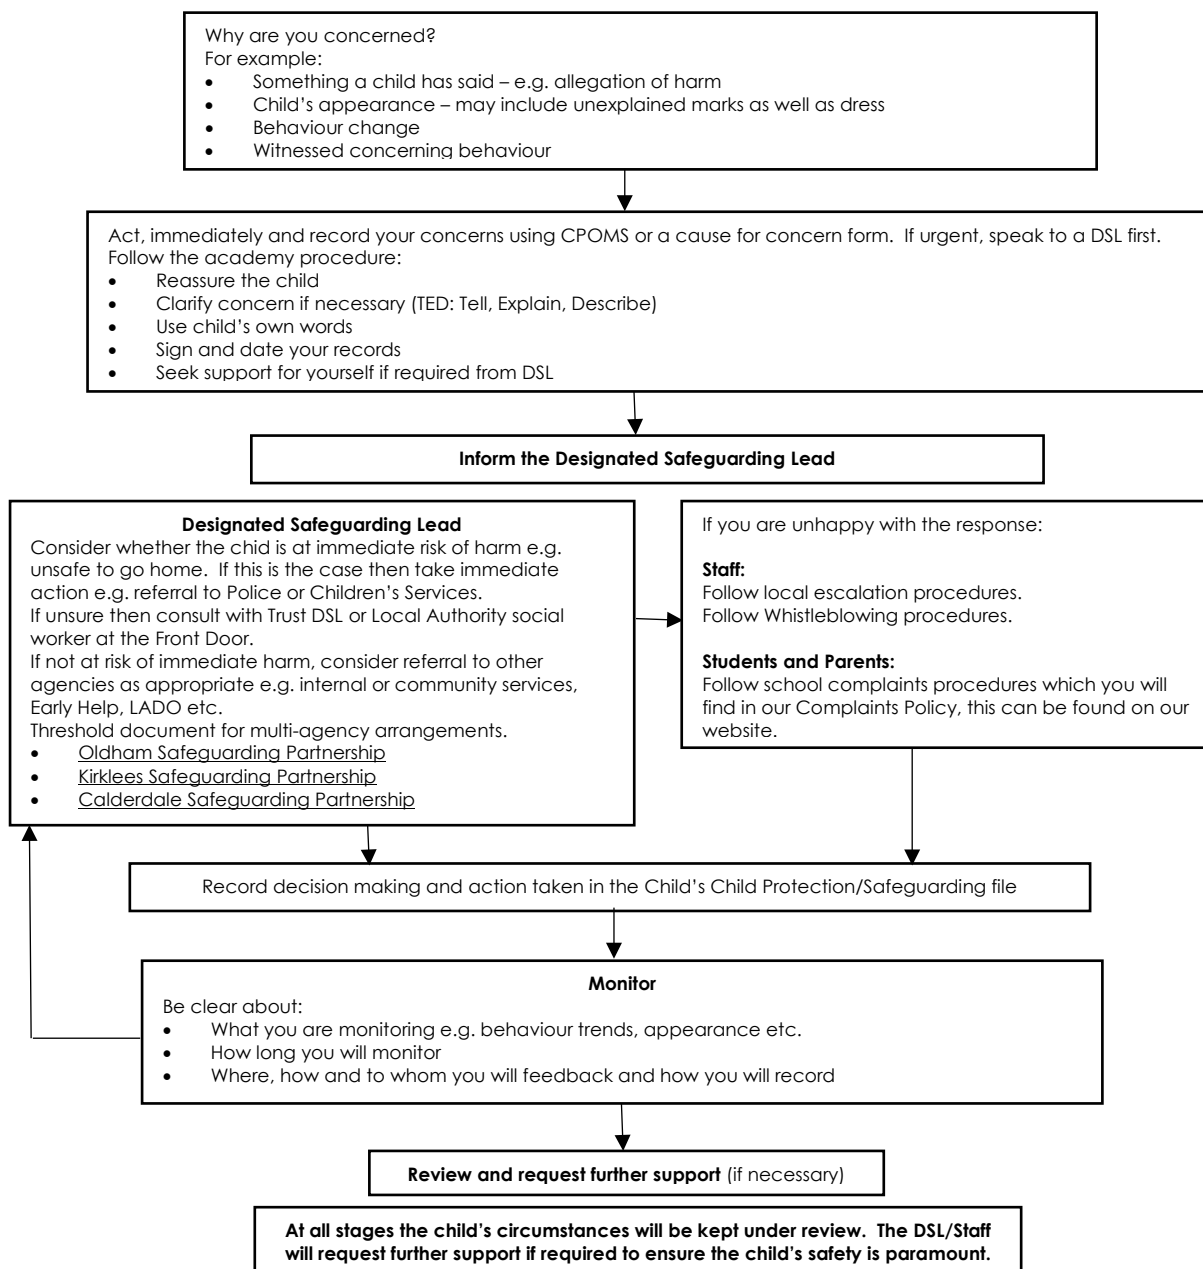 Why are you concerned?
For example:
• Something a child has said – e.g. allegation of harm
• Child's appearance – may include unexplained marks as well as dress
• Behaviour change
• Witnessed concerning behaviour
Act, immediately and record your concerns using CPOMS or a cause for concern form. If urgent, speak to a DSL first.
Follow the academy procedure:
• Reassure the child
• Clarify concern if necessary (TED: Tell, Explain, Describe)
• Use child's own words
• Sign and date your records
• Seek support for yourself if required from DSL
Inform the Designated Safeguarding Lead
Designated Safeguarding Lead
Consider whether the chid is at immediate risk of harm e.g.
unsafe to go home. If this is the case then take immediate
action e.g. referral to Police or Children's Services.
If unsure then consult with Trust DSL or Local Authority social
worker at the Front Door.
If not at risk of immediate harm, consider referral to other
agencies as appropriate e.g. internal or community services,
Early Help, LADO etc.
Threshold document for multi-agency arrangements.
• Oldham Safeguarding Partnership
• Kirklees Safeguarding Partnership
• Calderdale Safeguarding Partnership
If you are unhappy with the response:
Staff:
Follow local escalation procedures.
Follow Whistleblowing procedures.
Students and Parents:
Follow school complaints procedures which you will
find in our Complaints Policy, this can be found on our
website.
Record decision making and action taken in the Child's Child Protection/Safeguarding file
Monitor
Be clear about:
• What you are monitoring e.g. behaviour trends, appearance etc.
• How long you will monitor
• Where, how and to whom you will feedback and how you will record
Review and request further support (if necessary)
At all stages the child's circumstances will be kept under review. The DSL/Staff
will request further support if required to ensure the child's safety is paramount.